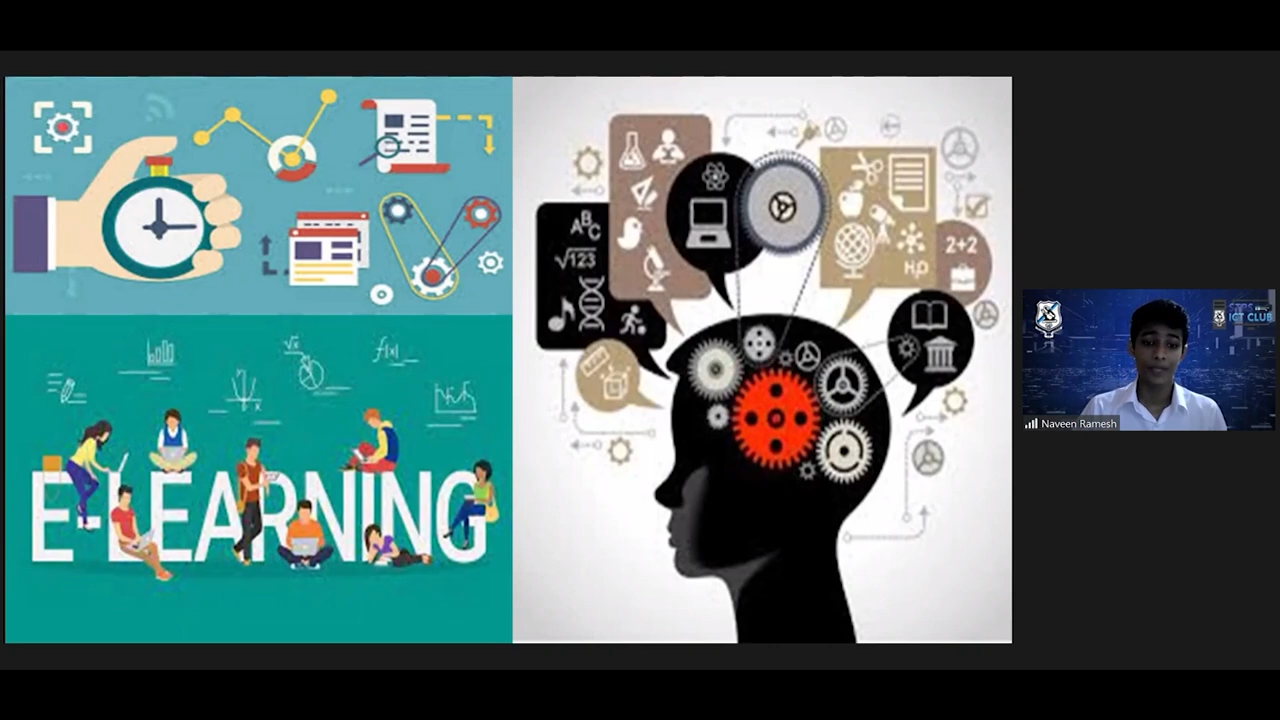 E-LEARNING
√x
f(x)
x
ABC
√123
H₂O
2+2
ICT CLUB
Naveen Ramesh